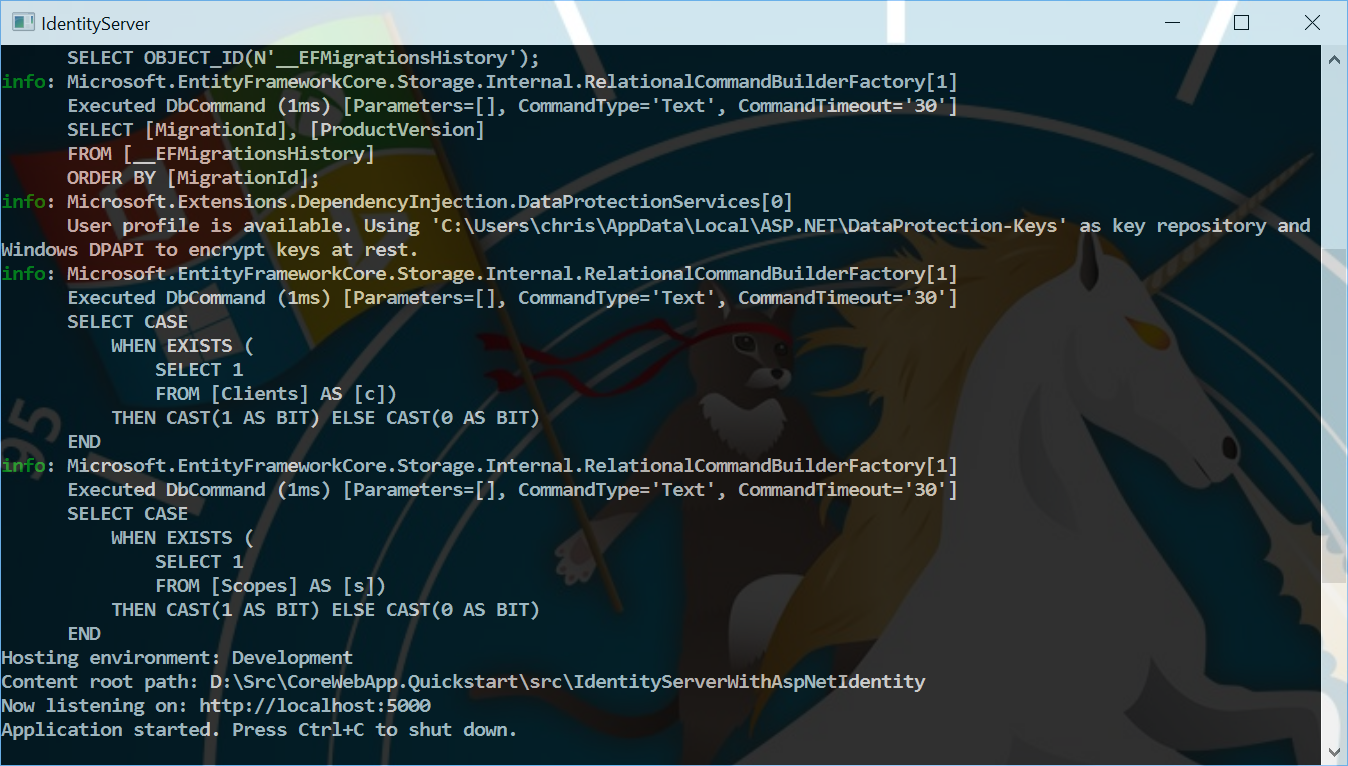 IdentityServer
SELECT OBJECT_ID(N'__EFMigrationsHistory');
info: Microsoft.EntityFrameworkCore.Storage.Internal.RelationalCommandBuilderFactory[1]
Executed DbCommand (1ms) [Parameters=[], CommandType='Text', CommandTimeout='30']
SELECT [MigrationId], [ProductVersion]
FROM [__EFMigrationsHistory]
ORDER BY [MigrationId];
info: Microsoft.Extensions.DependencyInjection.DataProtectionServices[0]
User profile is available. Using 'C:\Users\chris\AppData\Local\ASP.NET\DataProtection-Keys' as key repository and
Windows DPAPI to encrypt keys at rest.
info: Microsoft.EntityFrameworkCore.Storage.Internal.RelationalCommandBuilderFactory[1]
Executed DbCommand (1ms) [Parameters=[], CommandType='Text', CommandTimeout='30']
SELECT CASE
WHEN EXISTS (
SELECT 1
FROM [Clients] AS [c])
THEN CAST(1 AS BIT) ELSE CAST(0 AS BIT)
END
info: Microsoft.EntityFrameworkCore.Storage.Internal.RelationalCommandBuilderFactory[1]
Executed DbCommand (1ms) [Parameters=[], CommandType='Text', CommandTimeout='30']
SELECT CASE
WHEN EXISTS (
SELECT 1
FROM [Scopes] AS [s])
THEN CAST(1 AS BIT) ELSE CAST(0 AS BIT)
END
Hosting environment: Development
Content root path: D:\Src\CoreWebApp.Quickstart\src\IdentityServerWithAspNetIdentity
Now listening on: http://localhost:5000
Application started. Press Ctrl+C to shut down.
95